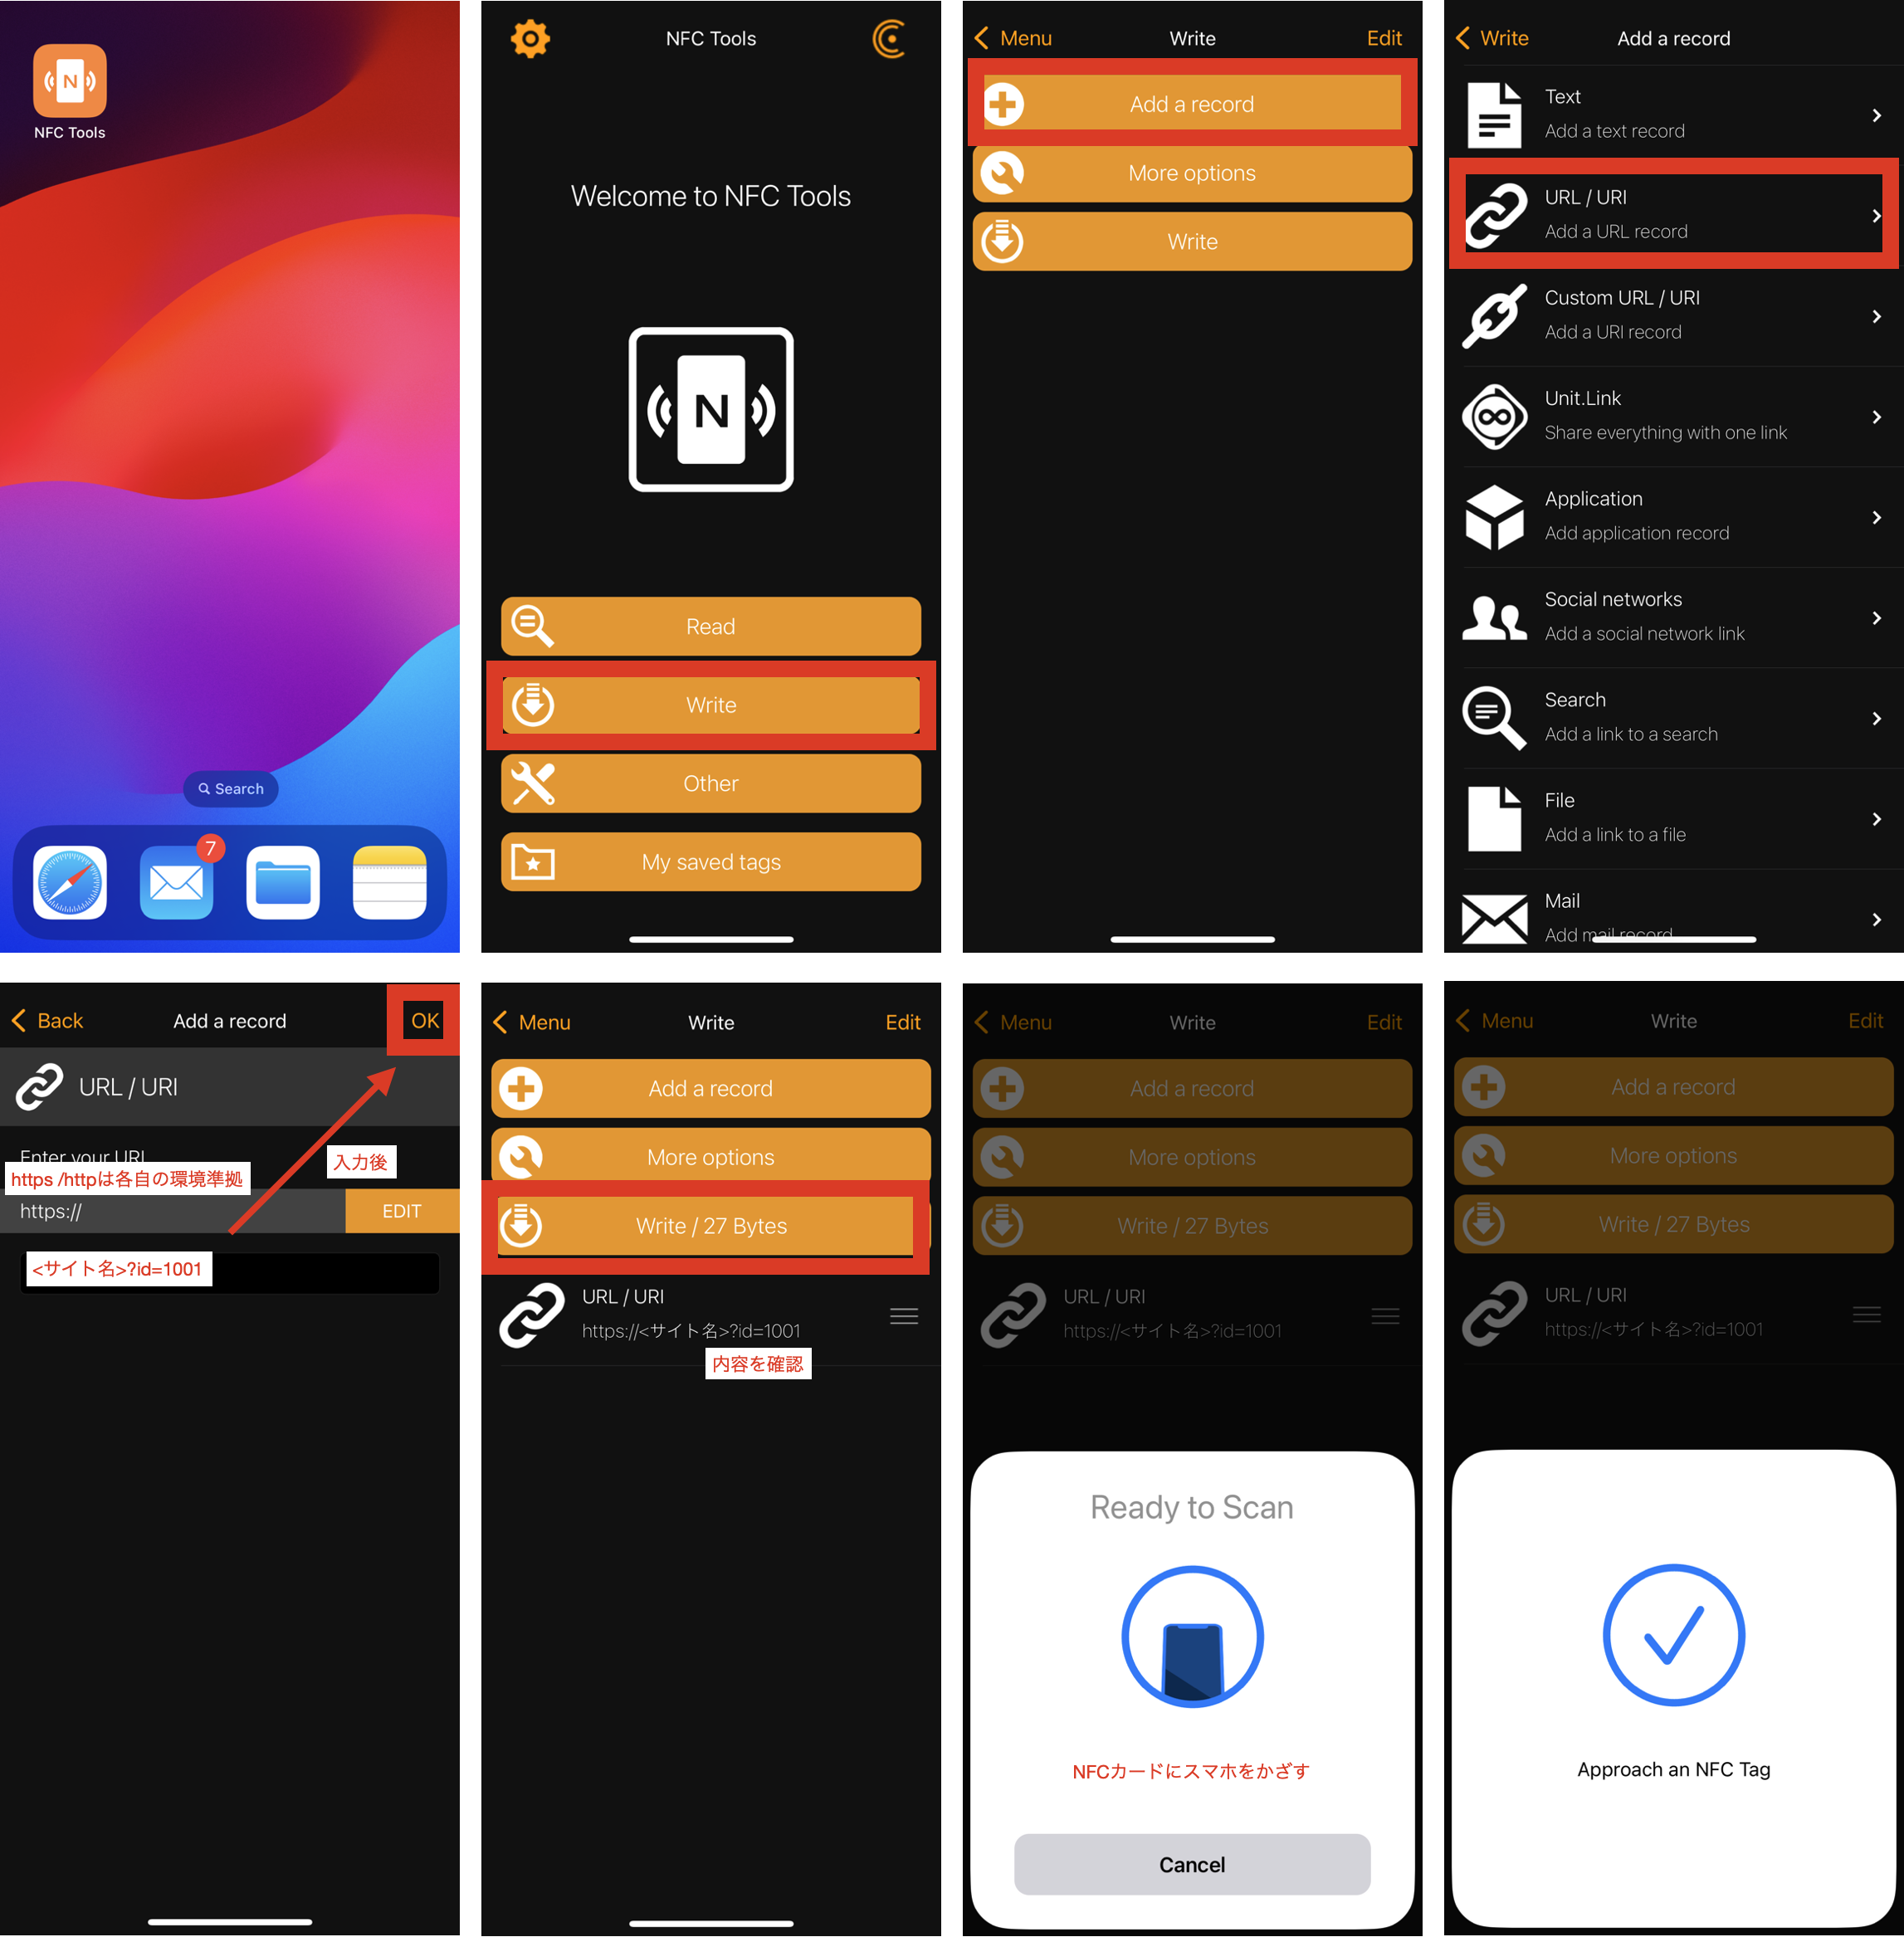 N
NFC Tools
Search
7
NFC Tools
Welcome to NFC Tools
N
Read
Write
Other
My saved tags
Menu
Write
Edit
Add a record
More options
Write
Write
Add a record
Text
Add a text record
URL / URI
Add a URL record
Custom URL / URI
Add a URI record
Unit.Link
Share everything with one link
Application
Add application record
Social networks
Add a social network link
Search
Add a link to a search
File
Add a link to a file
Mail
Add mail record
Back
Add a record
OK
URL / URI
Enter your URL
入力後
https /httpは各自の環境準拠
https://
EDIT
<サイト名>?id=1001
Menu
Write
Edit
Add a record
More options
Write / 27 Bytes
URL / URI
https://<サイト名>?id=1001
内容を確認
Menu
Write
Edit
Add a record
More options
Write / 27 Bytes
URL / URI
https://<サイト名>?id=1001
Ready to Scan
NFCカードにスマホをかざす
Cancel
Menu
Write
Edit
Add a record
More options
Write / 27 Bytes
URL / URI
https://<サイト名>?id=1001
Approach an NFC Tag